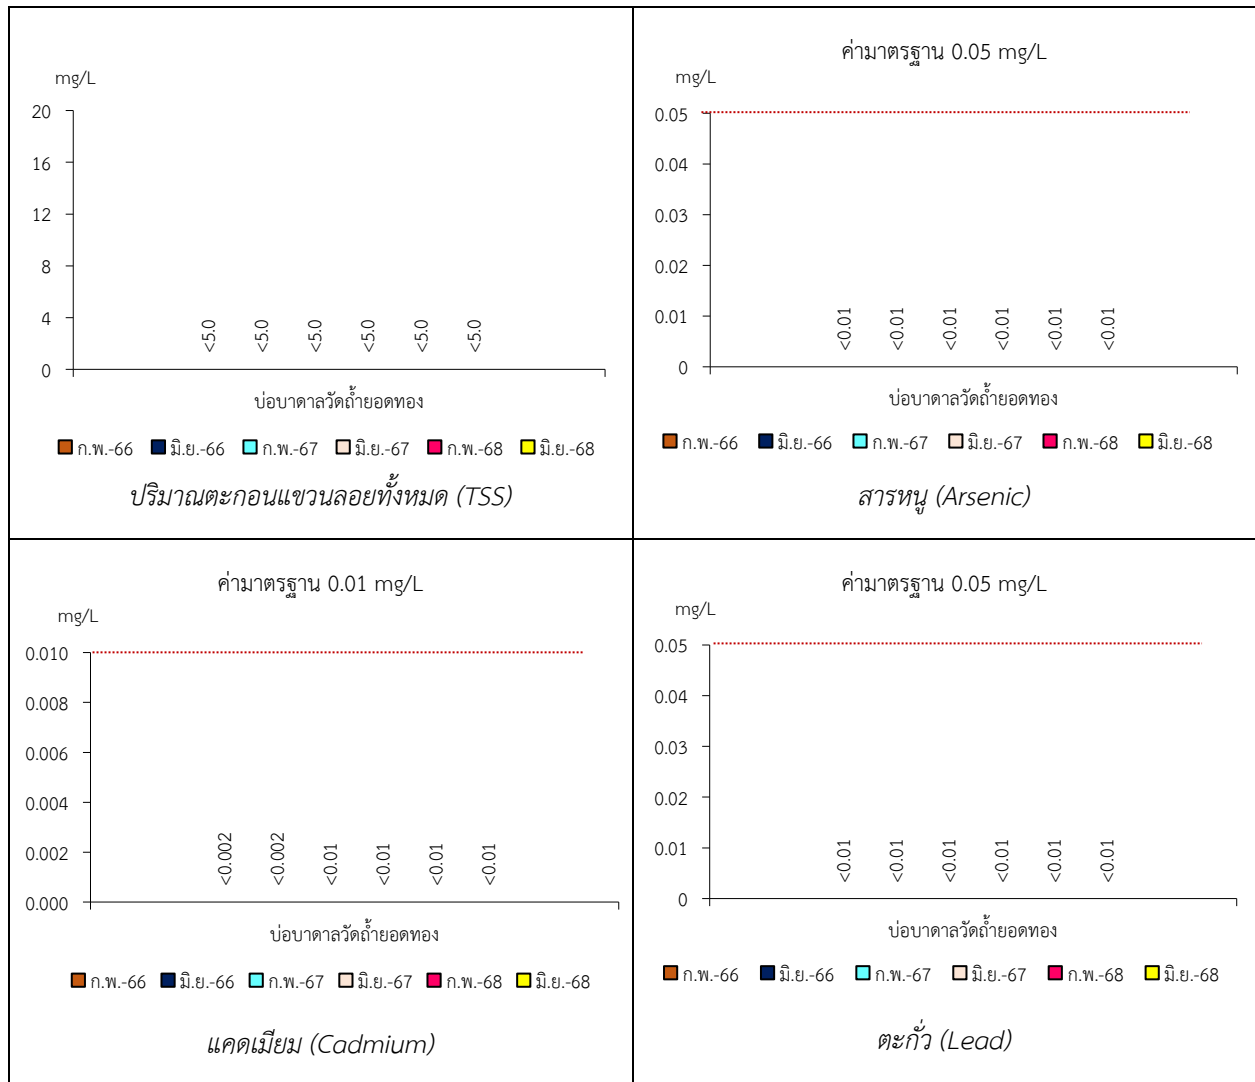 mg/L
20
16
12
8
4
0
<5.0 <5.0 <5.0 <5.0 <5.0 <5.0
บ่อบาดาลวัดถ้ำยอดทอง
ก.พ.-66 มิ.ย.-66 ก.พ.-67 มิ.ย.-67 ก.พ.-68 มิ.ย.-68
ปริมาณตะกอนแขวนลอยทั้งหมด (TSS)
ค่ามาตรฐาน 0.05 mg/L
mg/L
0.05
0.04
0.03
0.02
0.01
0
<0.01 <0.01 <0.01 <0.01 <0.01 <0.01
บ่อบาดาลวัดถ้ำยอดทอง
ก.พ.-66 มิ.ย.-66 ก.พ.-67 มิ.ย.-67 ก.พ.-68 มิ.ย.-68
สารหนู (Arsenic)
ค่ามาตรฐาน 0.01 mg/L
mg/L
0.010
0.008
0.006
0.004
0.002
0.000
<0.002 <0.002 <0.01 <0.01 <0.01 <0.01
บ่อบาดาลวัดถ้ำยอดทอง
ก.พ.-66 มิ.ย.-66 ก.พ.-67 มิ.ย.-67 ก.พ.-68 มิ.ย.-68
แคดเมียม (Cadmium)
ค่ามาตรฐาน 0.05 mg/L
mg/L
0.05
0.04
0.03
0.02
0.01
0
<0.01 <0.01 <0.01 <0.01 <0.01 <0.01
บ่อบาดาลวัดถ้ำยอดทอง
ก.พ.-66 มิ.ย.-66 ก.พ.-67 มิ.ย.-67 ก.พ.-68 มิ.ย.-68
ตะกั่ว (Lead)